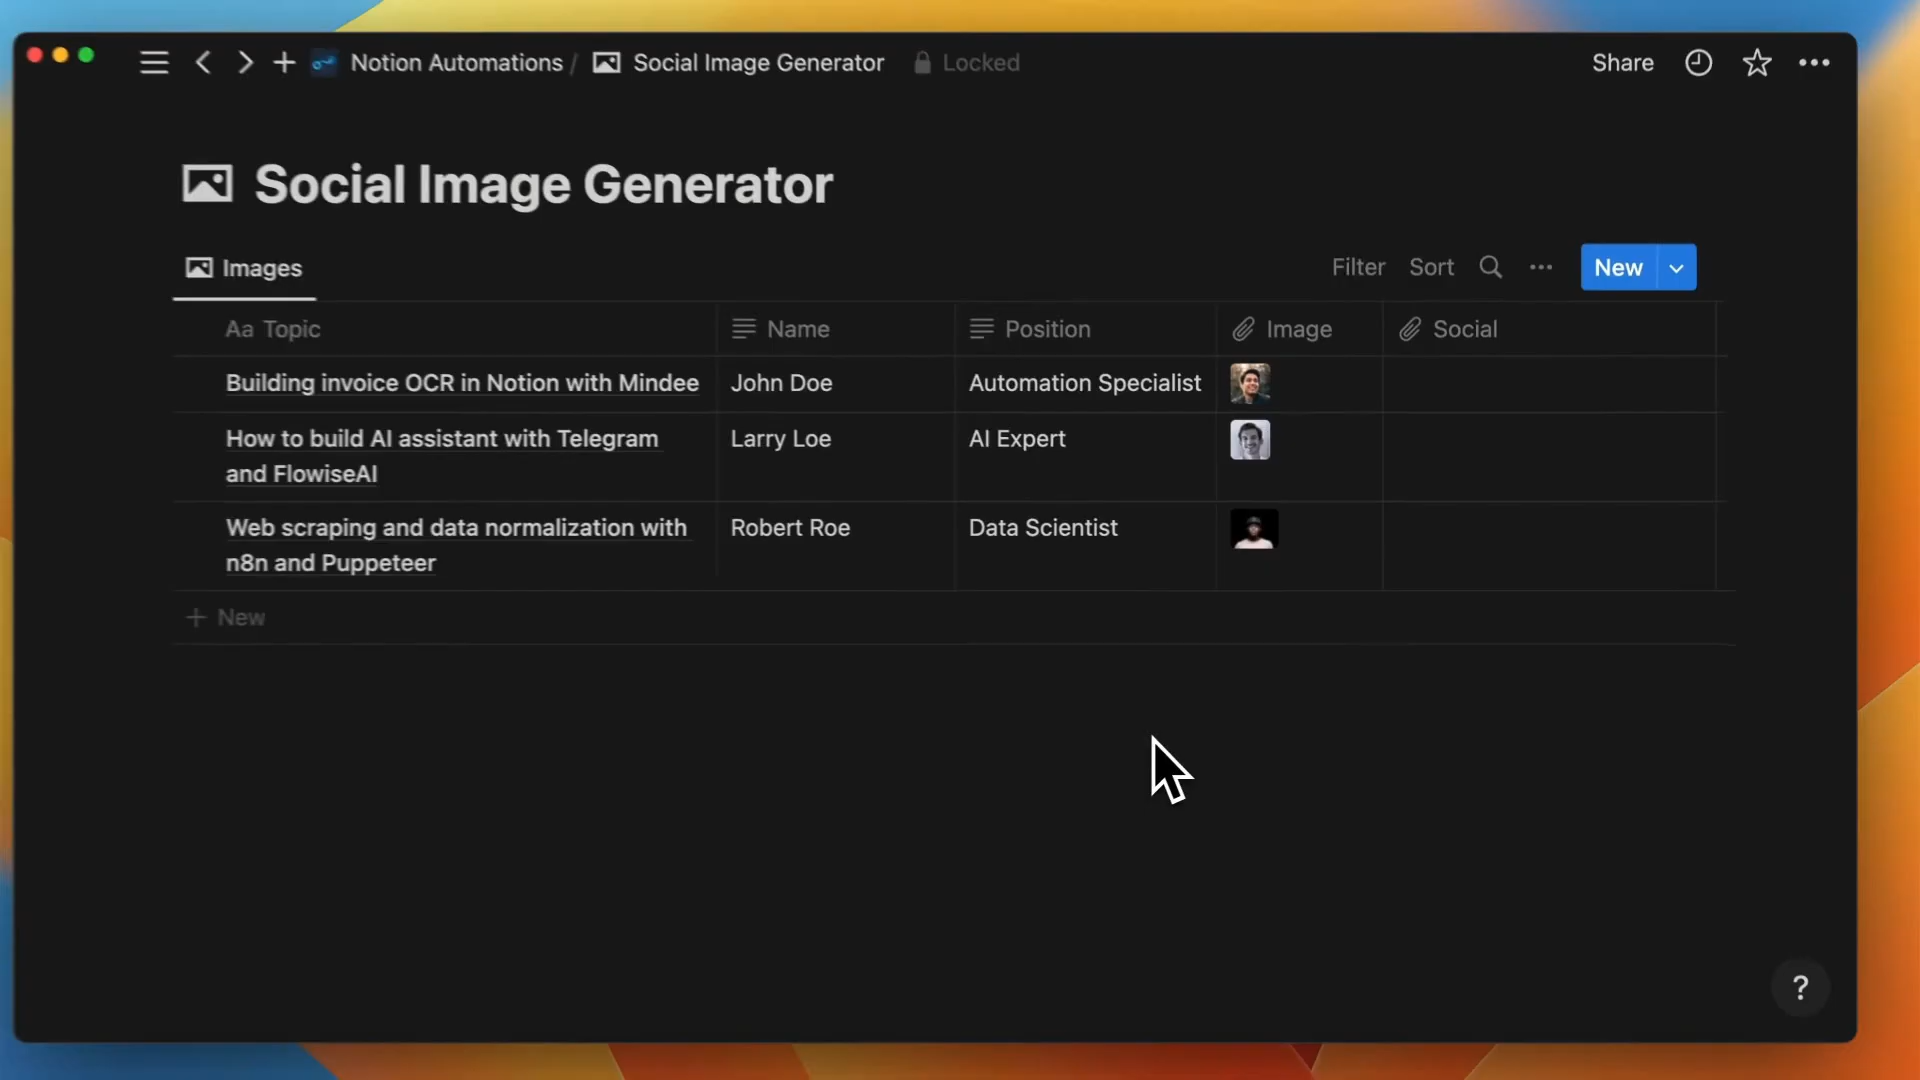 Notion Automations / Social Image Generator Locked Share
Social Image Generator
Images Filter Sort New
Aa Topic Name Position Image Social
Building invoice OCR in Notion with Mindee John Doe Automation Specialist
How to build AI assistant with Telegram Larry Loe AI Expert
and FlowiseAI
Web scraping and data normalization with Robert Roe Data Scientist
n8n and Puppeteer
+ New
?